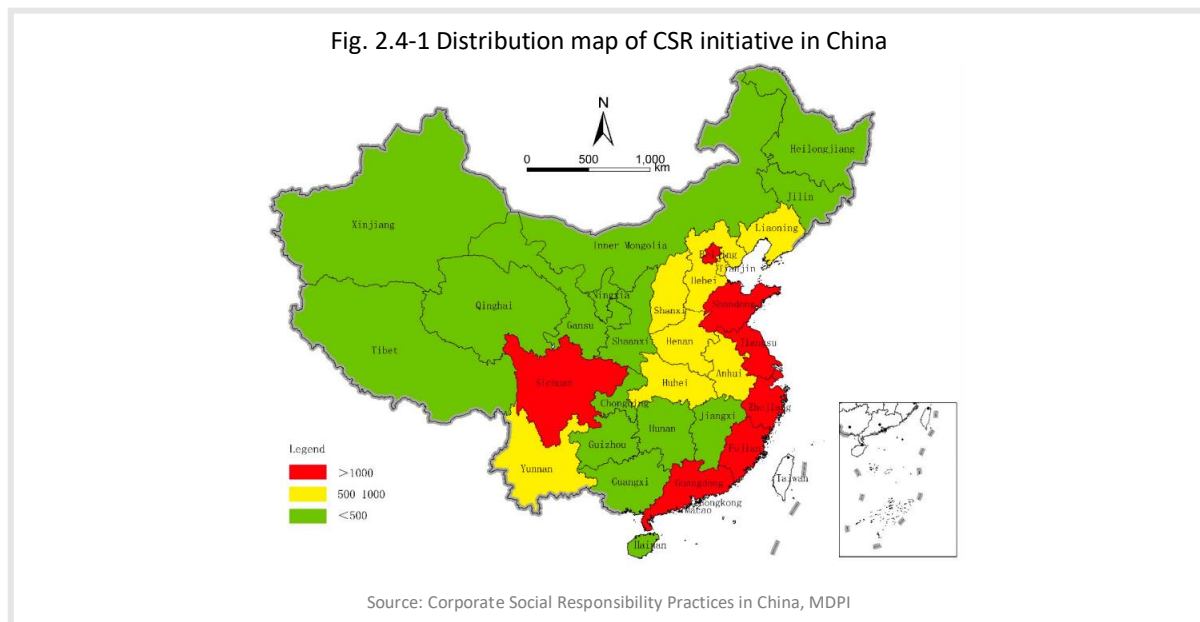 Fig. 2.4-1 Distribution map of CSR initiative in China
N
0 500 1,000
km
Heilongjiang
Jilin
Xinjiang
Liaoning
Inner Mongolia
Beijing
Tianjin
Hebei
Ningxia
Shandong
Qinghai
Shanxi
Gansu
Shaanxi
Henan
Jiangsu
Tibet
Anhui
Sichuan
Hubei
Chongqing
Zhejiang
Jiangxi
Hunan
Guizhou
Fujian
Legend
>1000
Yunnan
Guangxi
Guangdong
Taiwan
500 1000
Hongkong
Macao
<500
Hainan
Source: Corporate Social Responsibility Practices in China, MDPI